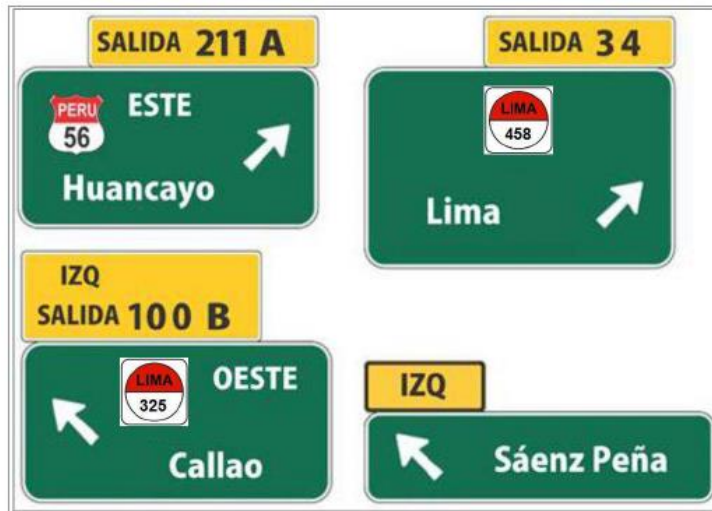 SALIDA 211 A
PERU
56
ESTE
Huancayo
SALIDA 34
LIMA
458
Lima
IZQ
SALIDA 100 B
LIMA
325
OESTE
Callao
IZQ
Sáenz Peña